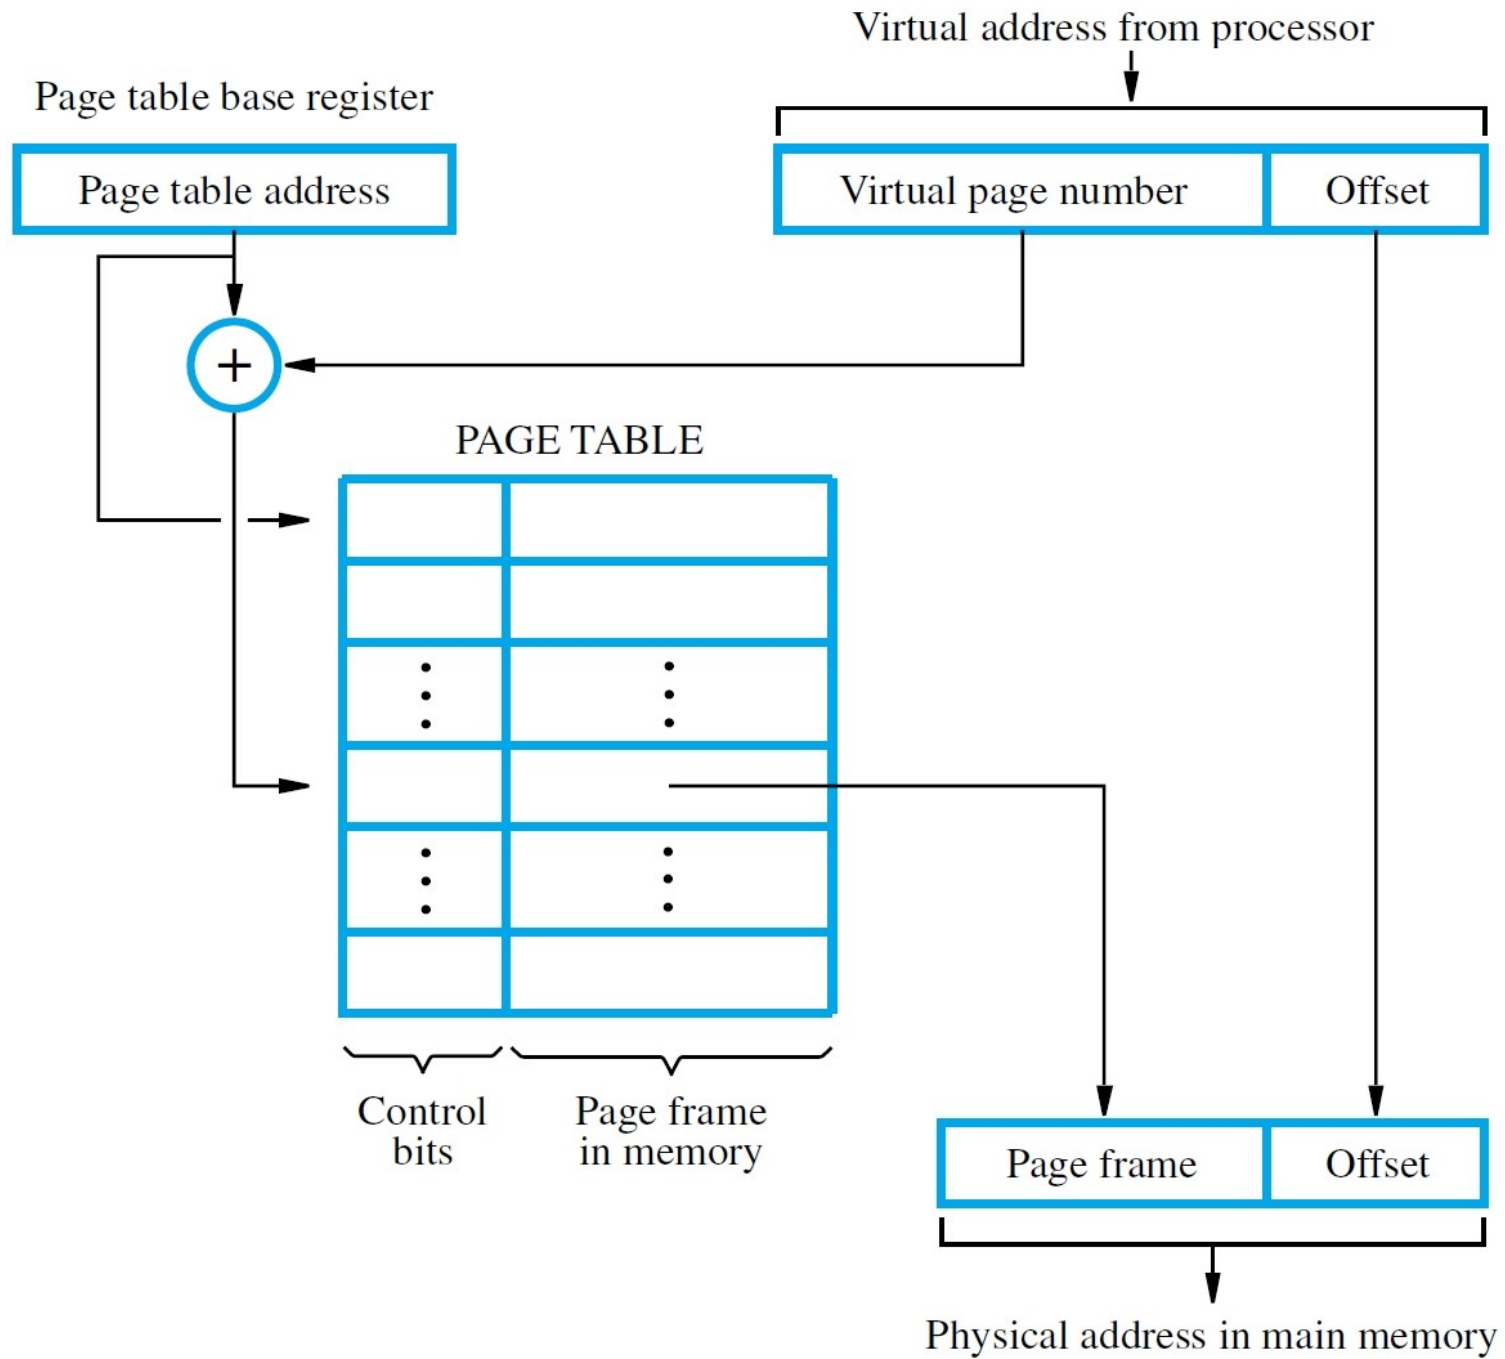 Virtual address from processor
Page table base register
Page table address
Virtual page number
Offset
+
PAGE TABLE
Control
bits
Page frame
in memory
Page frame
Offset
Physical address in main memory